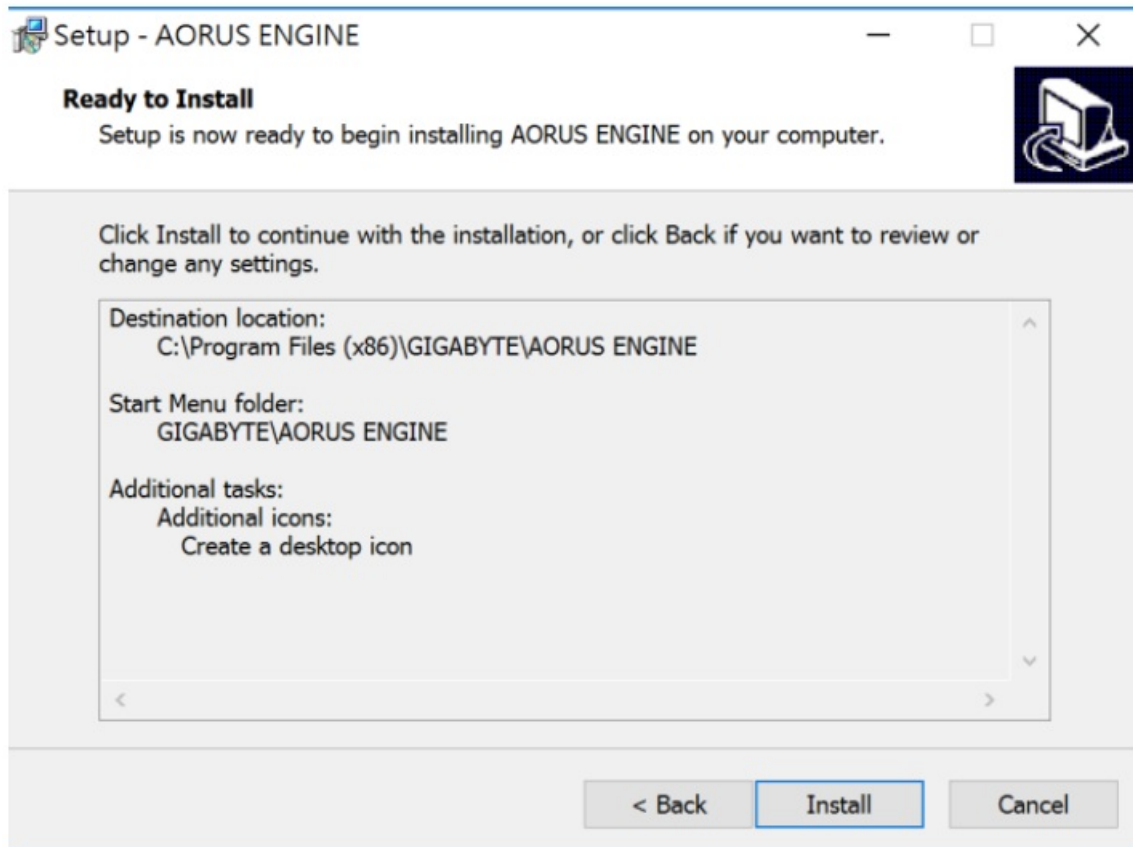 Setup - AORUS ENGINE
Ready to Install
Setup is now ready to begin installing AORUS ENGINE on your computer.
Click Install to continue with the installation, or click Back if you want to review or
change any settings.
Destination location:
C:\Program Files (x86)\GIGABYTE\AORUS ENGINE
Start Menu folder:
GIGABYTE\AORUS ENGINE
Additional tasks:
Additional icons:
Create a desktop icon
< Back
Install
Cancel